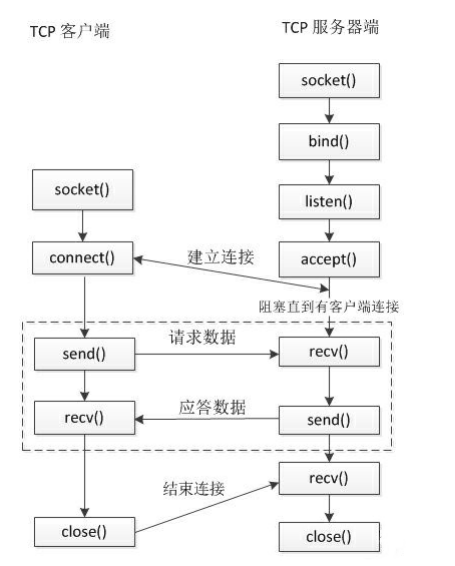 TCP 客户端
TCP 服务器端
socket()
bind()
socket()
listen()
connect()
建立连接
accept()
阻塞直到有客户端连接
send()
请求数据
recv()
recv()
应答数据
send()
结束连接
recv()
close()
close()